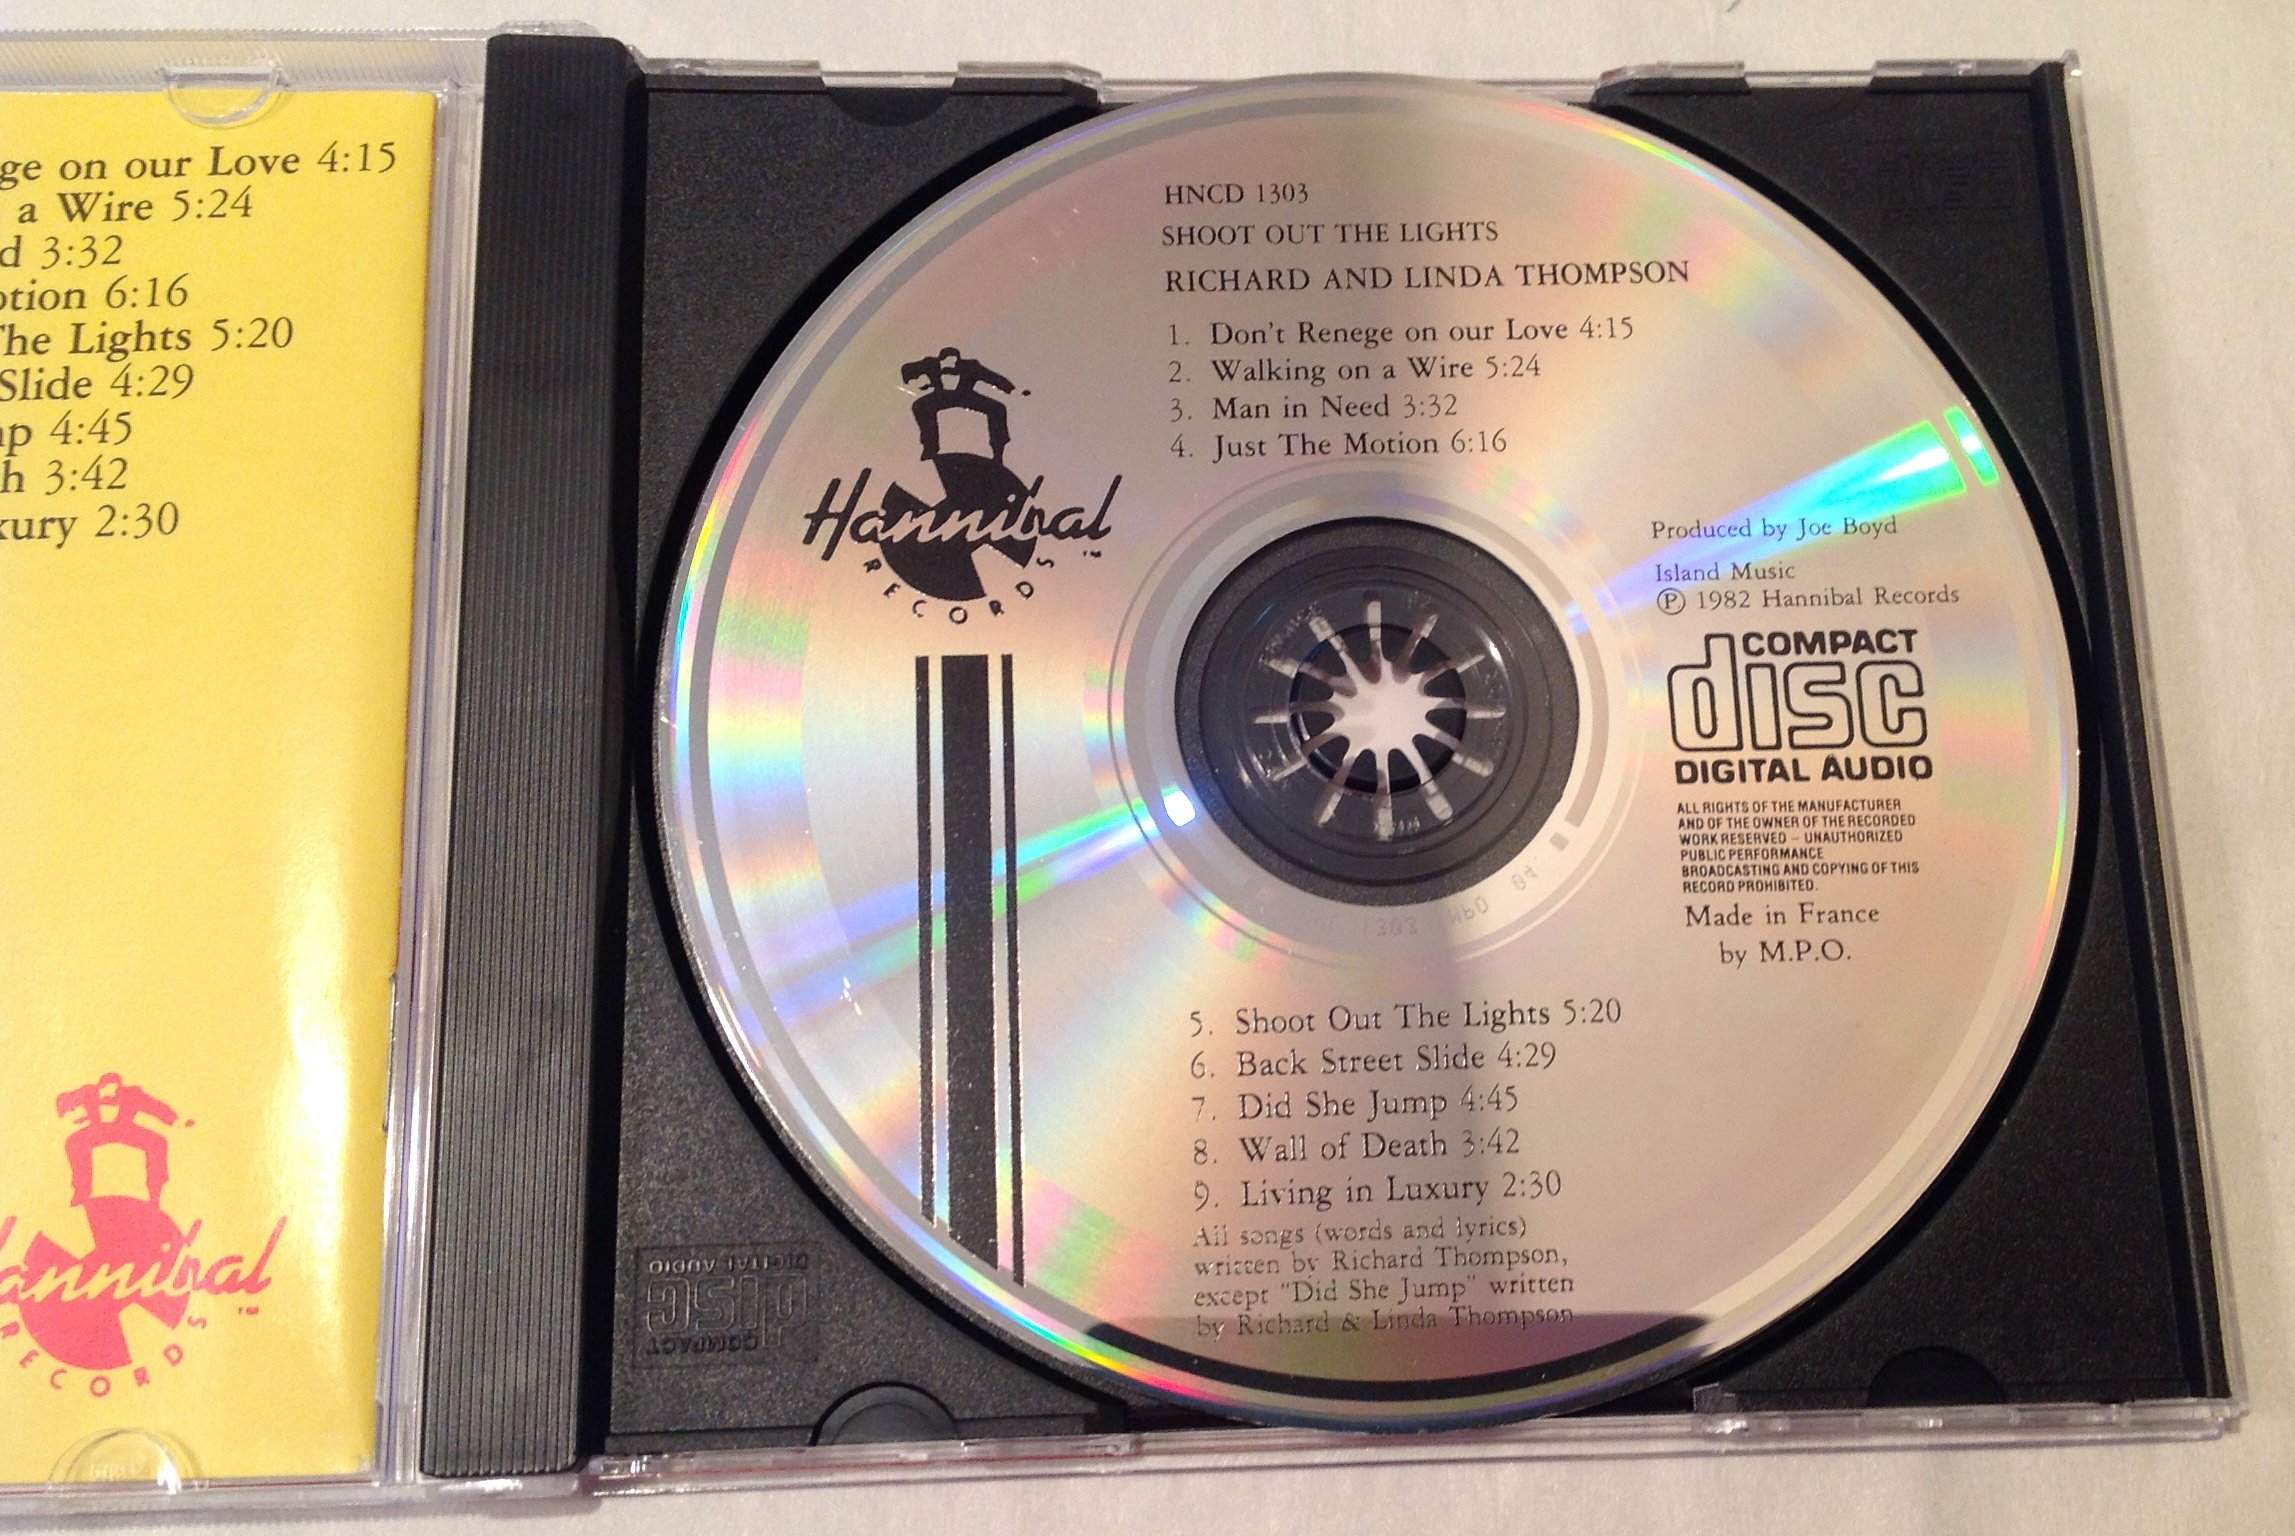 ge on our Love 4:15
a Wire 5:24
d 3:32
otion 6:16
The Lights 5:20
Slide 4:29
mp 4:45
h 3:42
xury 2:30
Hannibal
RECORDS
TM
HNCD 1303
SHOOT OUT THE LIGHTS
RICHARD AND LINDA THOMPSON
1. Don't Renege on our Love 4:15
2. Walking on a Wire 5:24
3. Man in Need 3:32
4. Just The Motion 6:16
Hannibal
RECORDS
TM
Produced by Joe Boyd
Island Music
Ⓟ 1982 Hannibal Records
COMPACT
disc
DIGITAL AUDIO
ALL RIGHTS OF THE MANUFACTURER
AND OF THE OWNER OF THE RECORDED
WORK RESERVED – UNAUTHORIZED
PUBLIC PERFORMANCE
BROADCASTING AND COPYING OF THIS
RECORD PROHIBITED.
Made in France
by M.P.O.
1303 MPO 04
5. Shoot Out The Lights 5:20
6. Back Street Slide 4:29
7. Did She Jump 4:45
8. Wall of Death 3:42
9. Living in Luxury 2:30
All songs (words and lyrics)
written by Richard Thompson,
except "Did She Jump" written
by Richard & Linda Thompson
COMPACT
disc
DIGITAL AUDIO